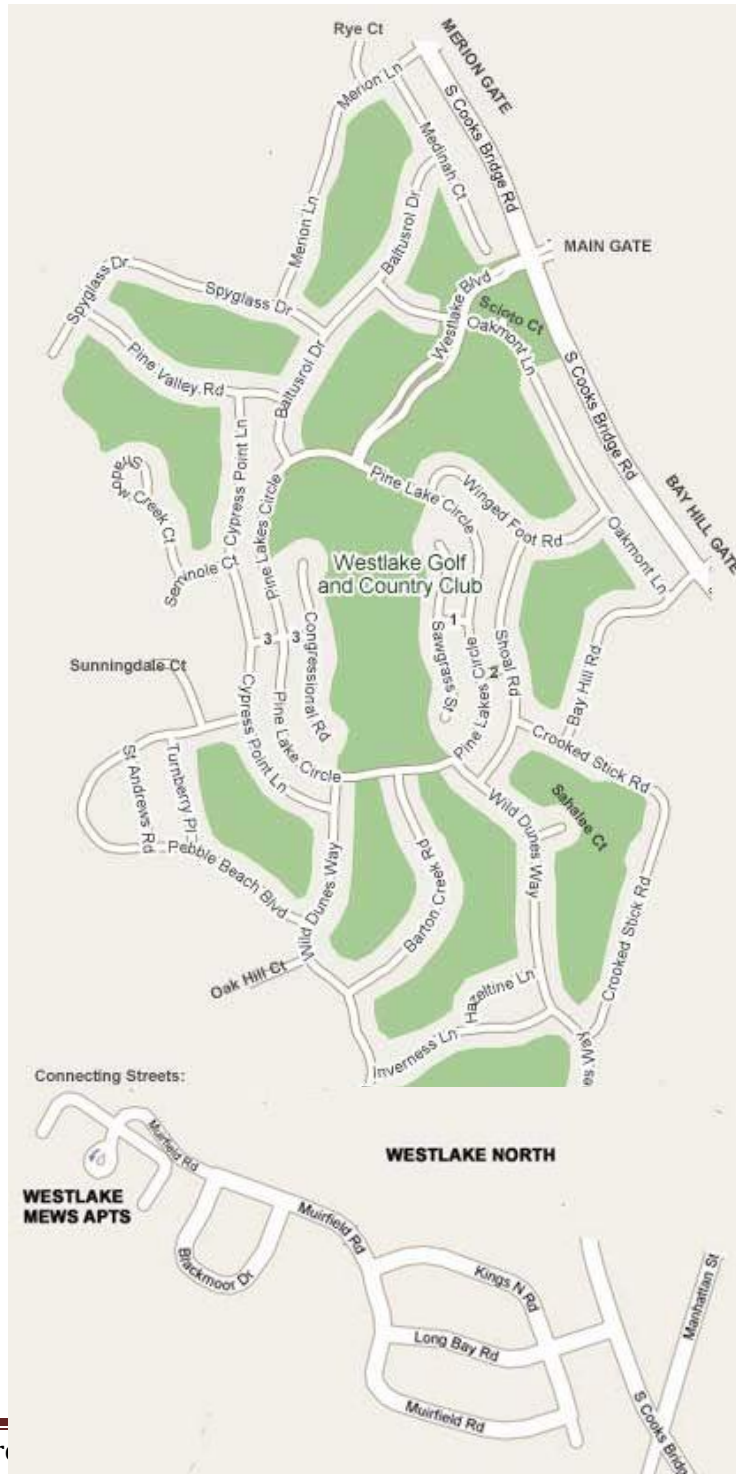 Rye Ct
MERION GATE
Merion Ln
S Cooks Bridge Rd
Medinah Ct
Merion Ln
Baltusrol Dr
MAIN GATE
Spyglass Dr
Spyglass Dr
Westlake Blvd
Scioto Ct
Oakmont Ln
Pine Valley Rd
Baltusrol Dr
S Cooks Bridge Rd
Cypress Point Ln
Shadow Creek Ct
Pine Lake Circle
Winged Foot Rd
BAY HILL GATE
Oakmont Ln
Pine Lakes Circle
Seminole Ct
Westlake Golf
and Country Club
Congressional Rd
Sawgrass St
1
Pine Lakes Circle
2
Shoal Rd
Bay Hill Rd
3
3
Sunningdale Ct
Cypress Point Ln
Pine Lake Circle
Crooked Stick Rd
St Andrews Rd
Turnberry Pl
Wild Dunes Way
Sahalee Ct
Pebble Beach Blvd
Wild Dunes Way
Barton Creek Rd
Crooked Stick Rd
Oak Hill Ct
Hazeltine Ln
Inverness Ln
es Way
Connecting Streets:
Muirfield Rd
WESTLAKE NORTH
WESTLAKE
MEWS APTS
Muirfield Rd
Brackmoor Dr
Kings N Rd
Manhattan St
Long Bay Rd
Muirfield Rd
S Cooks Bridge